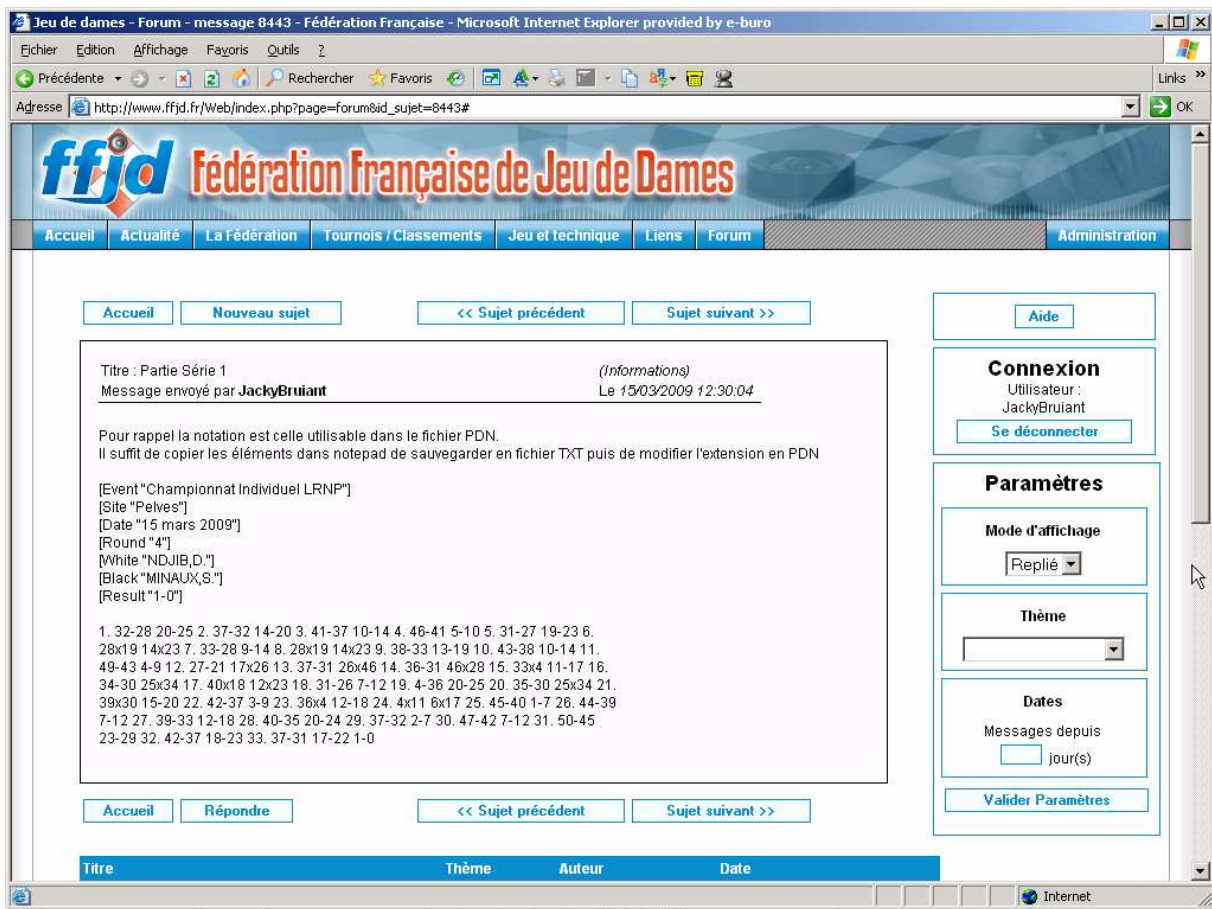 Jeu de dames - Forum - message 8443 - Fédération Française - Microsoft Internet Explorer provided by e-buro
Fichier Edition Affichage Favoris Outils ?
Précédente Rechercher Favoris Links »
Adresse http://www.ffjd.fr/Web/index.php?page=forum&id_sujet=8443# OK
ffjd Fédération Française de Jeu de Dames
Accueil Actualité La Fédération Tournois / Classements Jeu et technique Liens Forum Administration
Accueil Nouveau sujet << Sujet précédent Sujet suivant >>
Titre : Partie Série 1 (Informations)
Message envoyé par JackyBruiant Le 15/03/2009 12:30:04
Pour rappel la notation est celle utilisable dans le fichier PDN.
Il suffit de copier les éléments dans notepad de sauvegarder en fichier TXT puis de modifier l'extension en PDN
[Event "Championnat Individuel LRNP"]
[Site "Pelves"]
[Date "15 mars 2009"]
[Round "4"]
[White "NDJIB,D."]
[Black "MINAUX,S."]
[Result "1-0"]
1. 32-28 20-25 2. 37-32 14-20 3. 41-37 10-14 4. 46-41 5-10 5. 31-27 19-23 6.
28x19 14x23 7. 33-28 9-14 8. 28x19 14x23 9. 38-33 13-19 10. 43-38 10-14 11.
49-43 4-9 12. 27-21 17x26 13. 37-31 26x46 14. 36-31 46x28 15. 33x4 11-17 16.
34-30 25x34 17. 40x18 12x23 18. 31-26 7-12 19. 4-36 20-25 20. 35-30 25x34 21.
39x30 15-20 22. 42-37 3-9 23. 36x4 12-18 24. 4x11 6x17 25. 45-40 1-7 26. 44-39
7-12 27. 39-33 12-18 28. 40-35 20-24 29. 37-32 2-7 30. 47-42 7-12 31. 50-45
23-29 32. 42-37 18-23 33. 37-31 17-22 1-0
Accueil Répondre << Sujet précédent Sujet suivant >>
Titre Thème Auteur Date
Aide
Connexion
Utilisateur :
JackyBruiant
Se déconnecter
Paramètres
Mode d'affichage
Replié
Thème
Dates
Messages depuis
jour(s)
Valider Paramètres
Internet